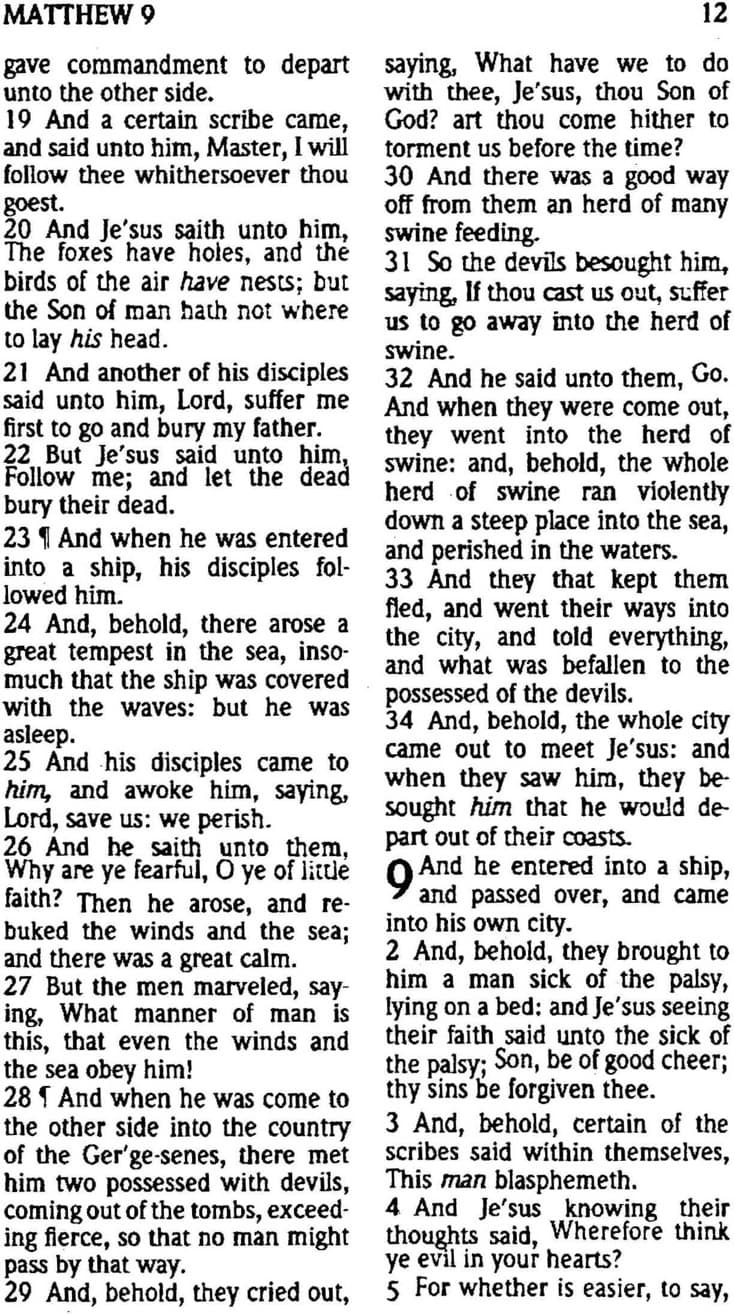 MATTHEW 9
12
gave commandment to depart
unto the other side.
19 And a certain scribe came,
and said unto him, Master, I will
follow thee whithersoever thou
goest.
20 And Je'sus saith unto him,
The foxes have holes, and the
birds of the air have nests; but
the Son of man hath not where
to lay his head.
21 And another of his disciples
said unto him, Lord, suffer me
first to go and bury my father.
22 But Je'sus said unto him,
Follow me; and let the dead
bury their dead.
23 ¶ And when he was entered
into a ship, his disciples fol-
lowed him.
24 And, behold, there arose a
great tempest in the sea, inso-
much that the ship was covered
with the waves: but he was
asleep.
25 And his disciples came to
him, and awoke him, saying,
Lord, save us: we perish.
26 And he saith unto them,
Why are ye fearful, O ye of little
faith? Then he arose, and re-
buked the winds and the sea;
and there was a great calm.
27 But the men marveled, say-
ing, What manner of man is
this, that even the winds and
the sea obey him!
28 ¶ And when he was come to
the other side into the country
of the Ger'ge-senes, there met
him two possessed with devils,
coming out of the tombs, exceed-
ing fierce, so that no man might
pass by that way.
29 And, behold, they cried out,
saying, What have we to do
with thee, Je'sus, thou Son of
God? art thou come hither to
torment us before the time?
30 And there was a good way
off from them an herd of many
swine feeding.
31 So the devils besought him,
saying, If thou cast us out, suffer
us to go away into the herd of
swine.
32 And he said unto them, Go.
And when they were come out,
they went into the herd of
swine: and, behold, the whole
herd of swine ran violently
down a steep place into the sea,
and perished in the waters.
33 And they that kept them
fled, and went their ways into
the city, and told everything,
and what was befallen to the
possessed of the devils.
34 And, behold, the whole city
came out to meet Je'sus: and
when they saw him, they be-
sought him that he would de-
part out of their coasts.
9 And he entered into a ship,
and passed over, and came
into his own city.
2 And, behold, they brought to
him a man sick of the palsy,
lying on a bed: and Je'sus seeing
their faith said unto the sick of
the palsy; Son, be of good cheer;
thy sins be forgiven thee.
3 And, behold, certain of the
scribes said within themselves,
This man blasphemeth.
4 And Je'sus knowing their
thoughts said, Wherefore think
ye evil in your hearts?
5 For whether is easier, to say,